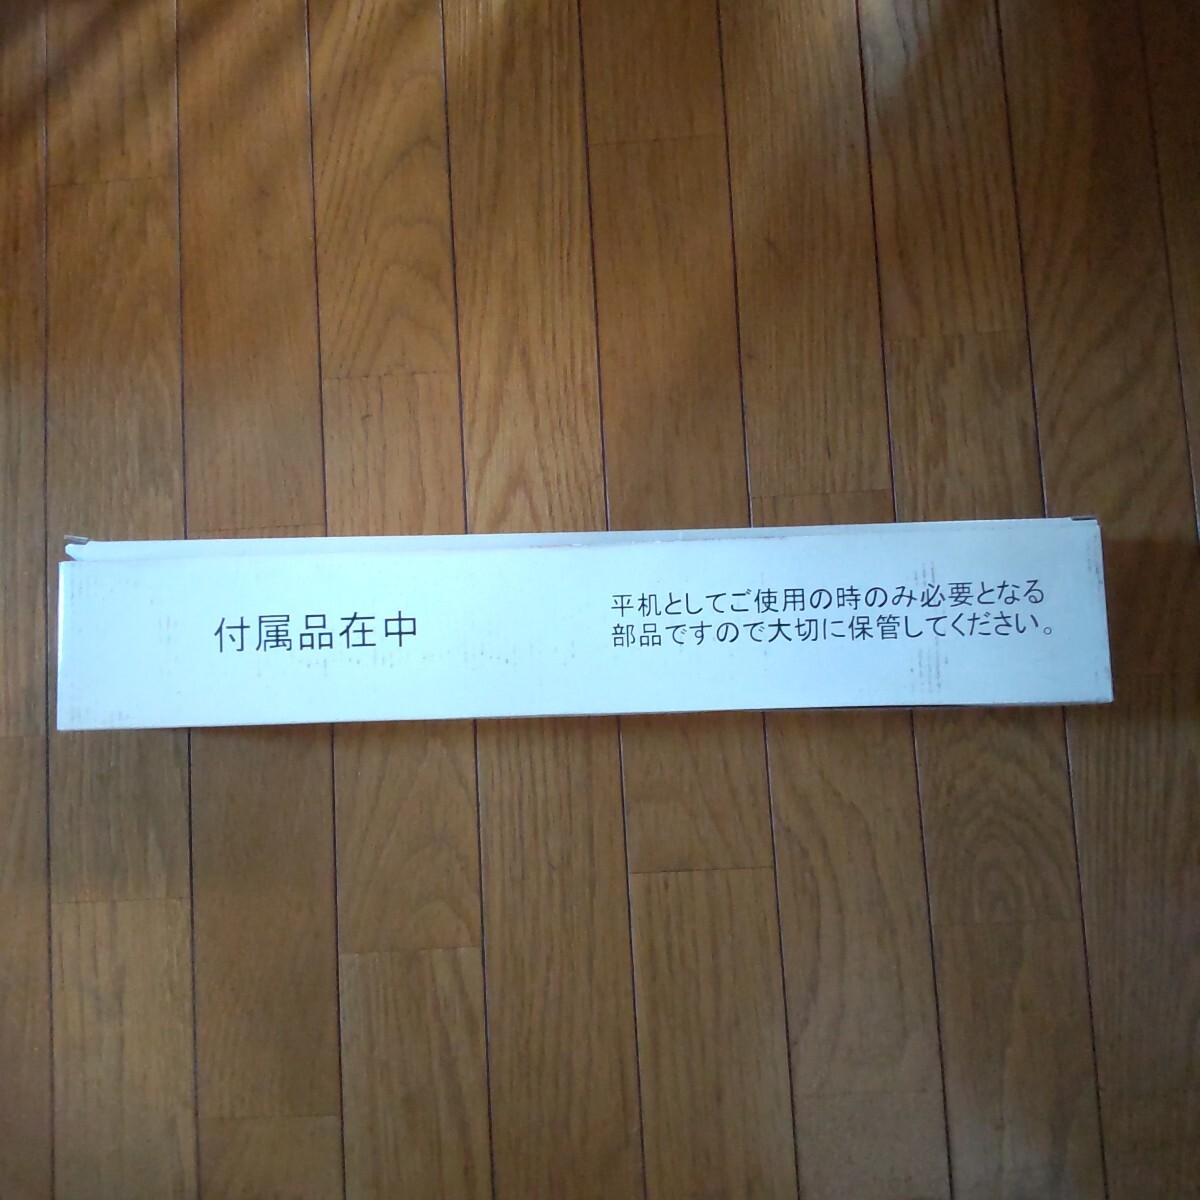 付属品在中
平机としてご使用の時のみ必要となる
部品ですので大切に保管してください。